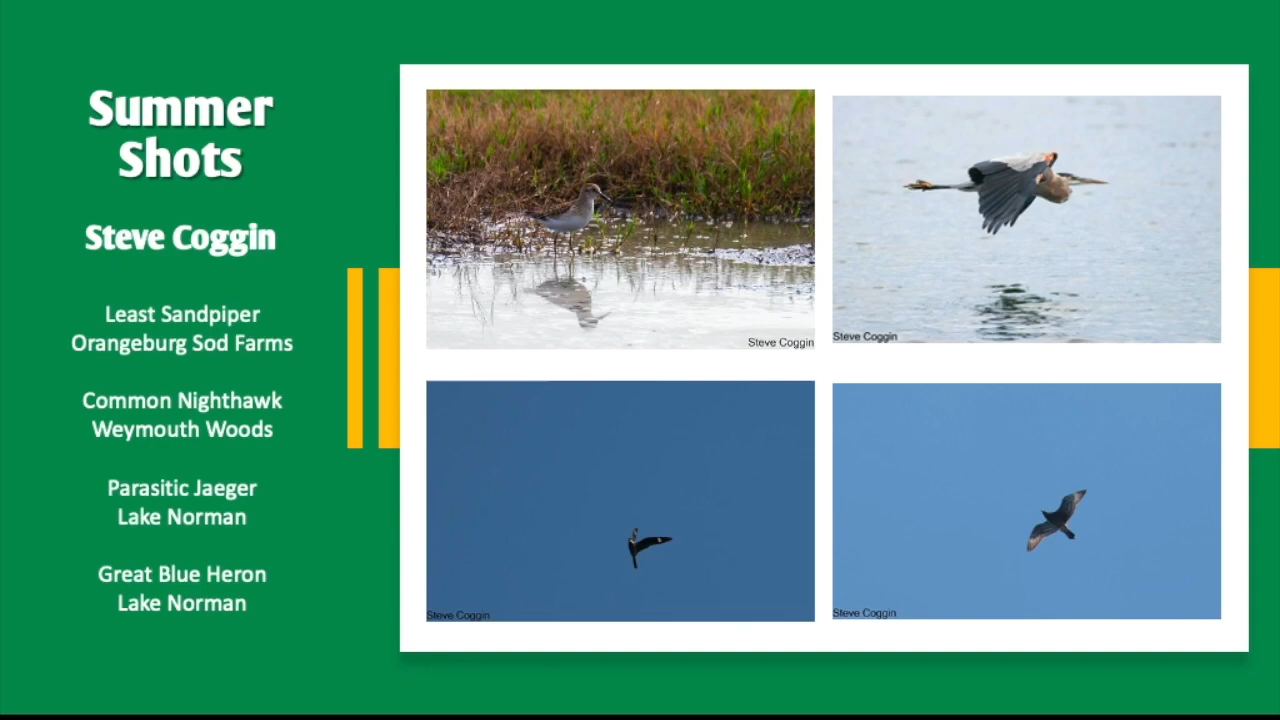 Summer
Shots
Steve Coggin
Least Sandpiper
Orangeburg Sod Farms
Common Nighthawk
Weymouth Woods
Parasitic Jaeger
Lake Norman
Great Blue Heron
Lake Norman
Steve Coggin
Steve Coggin
Steve Coggin
Steve Coggin